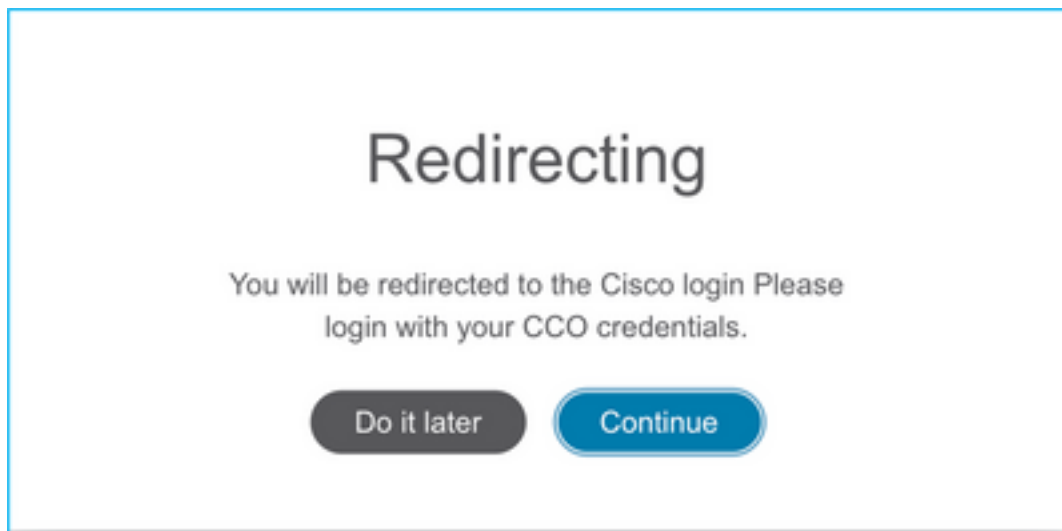 Redirecting
You will be redirected to the Cisco login Please
login with your CCO credentials.
Do it later
Continue